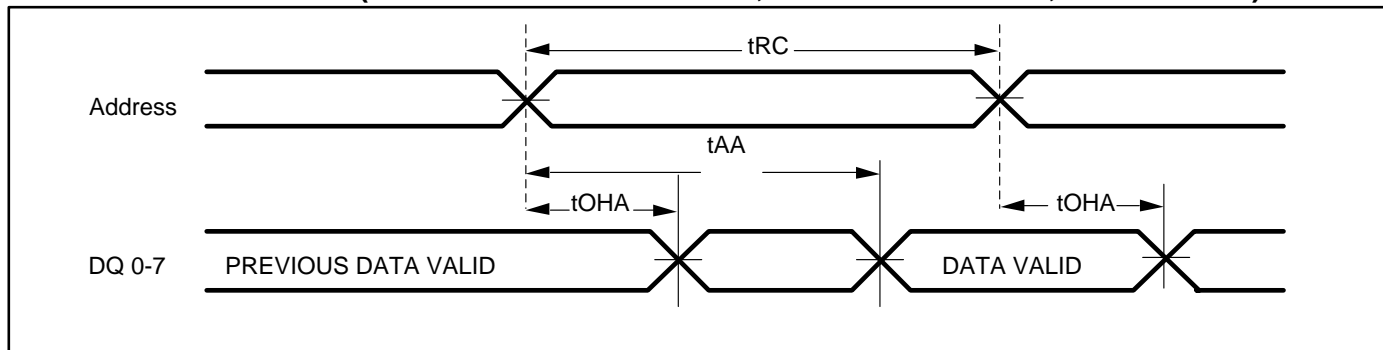 tRC
Address
tAA
tOHA
tOHA
DQ 0-7 PREVIOUS DATA VALID DATA VALID